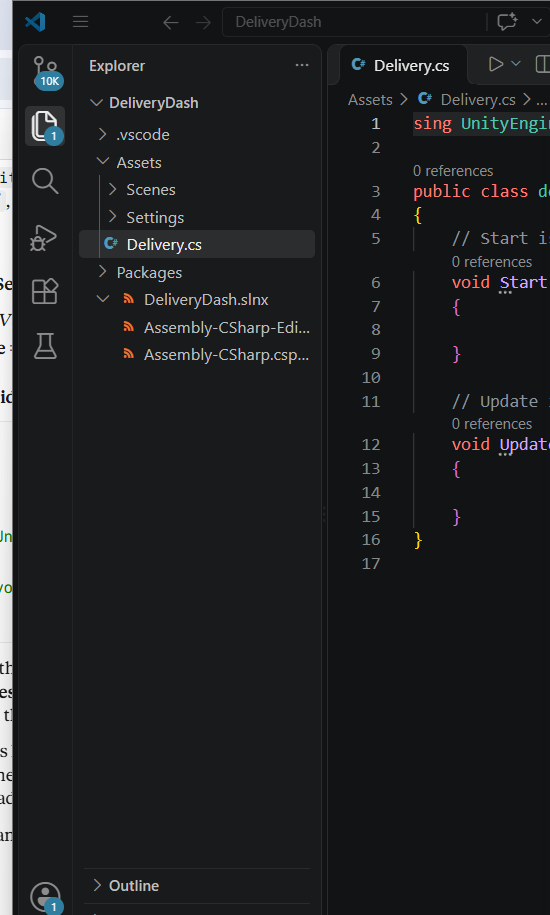 DeliveryDash
10K
Explorer
...
Delivery.cs
1
DeliveryDash
Assets > Delivery.cs > ...
.vscode
1 sing UnityEngin
Assets
2
Scenes
0 references
Settings
3 public class de
Delivery.cs
4 {
5 // Start is
Packages
0 references
DeliveryDash.slnx
6 void Start
Assembly-CSharp-Edi...
7 {
Assembly-CSharp.csp...
8
9 }
10
11 // Update
0 references
12 void Update
13 {
14
15 }
16 }
17
Outline
1